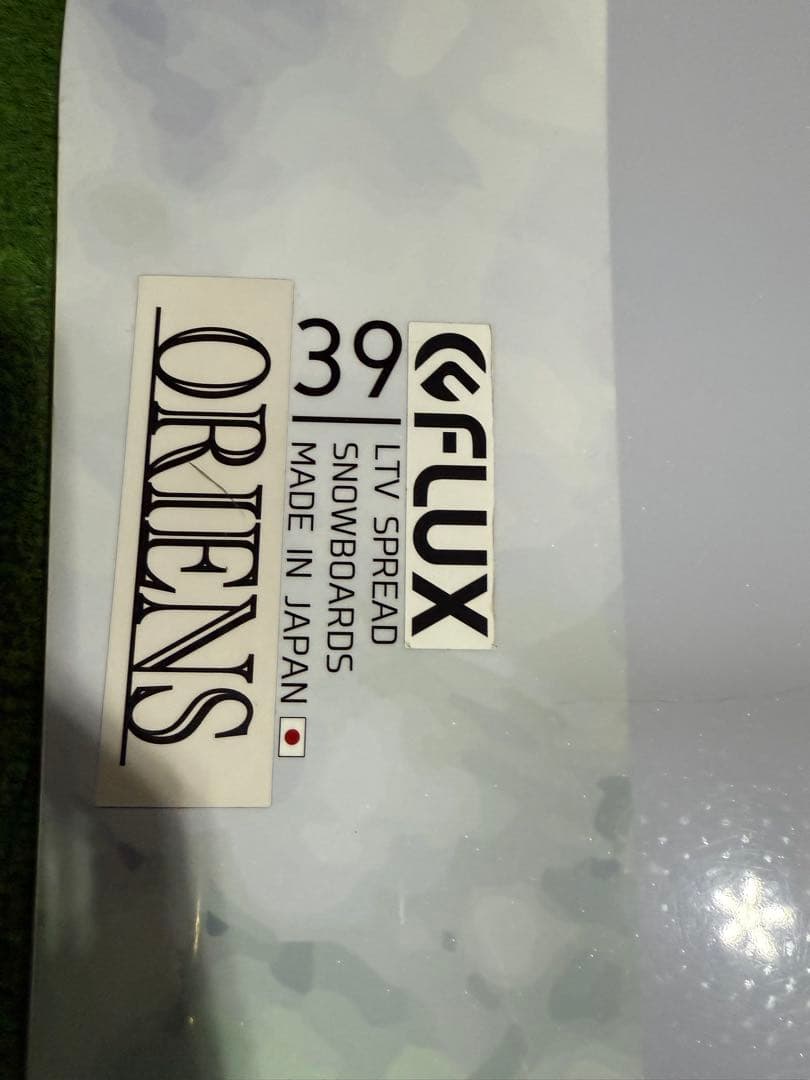 FLUX
39
LTV SPREAD
SNOWBOARDS
MADE IN JAPAN
ORIENS